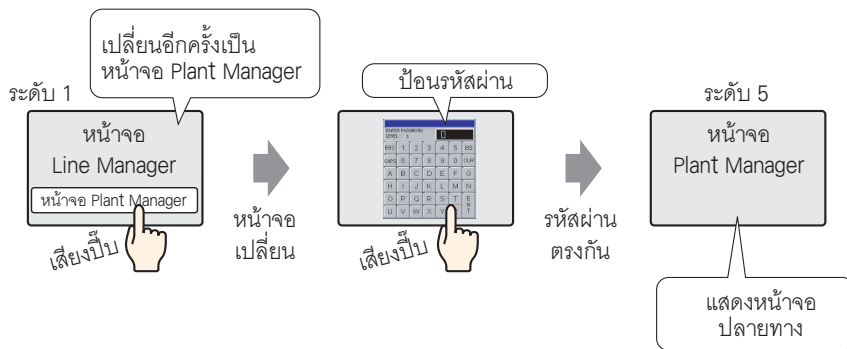 เปลี่ยนอีกครั้งเป็น
หน้าจอ Plant Manager
ระดับ 1
หน้าจอ
Line Manager
หน้าจอ Plant Manager
เสียงปี๊บ
หน้าจอ
เปลี่ยน
ป้อนรหัสผ่าน
ENTER PASSWORD
LEVEL
ESC 1 2 3 4 5 BS
CAPS 6 7 8 9 0 CLR
A B C D E F G
H I J K L M N
O P Q R S T
U V W X Y
ENT
เสียงปี๊บ
รหัสผ่าน
ตรงกัน
ระดับ 5
หน้าจอ
Plant Manager
แสดงหน้าจอ
ปลายทาง